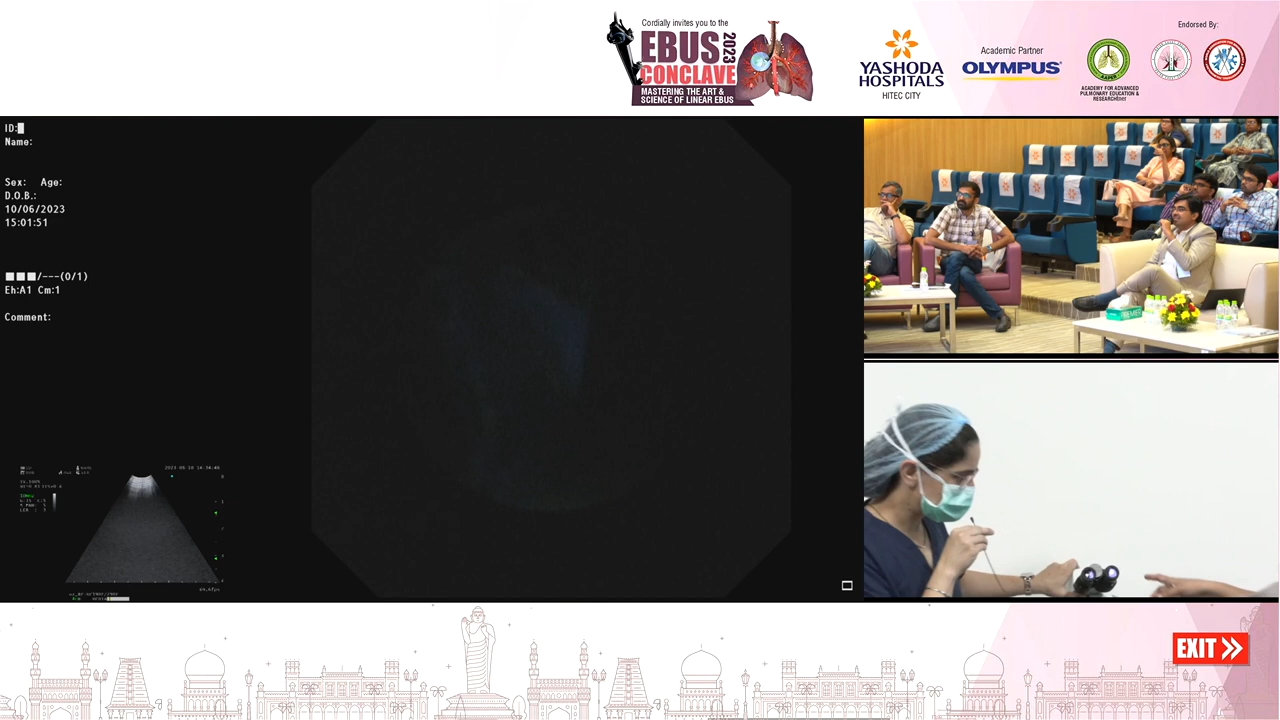 Cordially invites you to the
EBUS 2023
CONCLAVE
MASTERING THE ART &
SCIENCE OF LINEAR EBUS
YASHODA
HOSPITALS
HITEC CITY
Academic Partner
OLYMPUS
Endorsed By:
ACADEMY FOR ADVANCED
PULMONARY EDUCATION &
ID:
Name:
Sex: Age:
D.O.B.:
10/06/2023
15:01:51
■■■/---(0/1)
Eh:A1 Cm:1
Comment:
PREMIER
EXIT